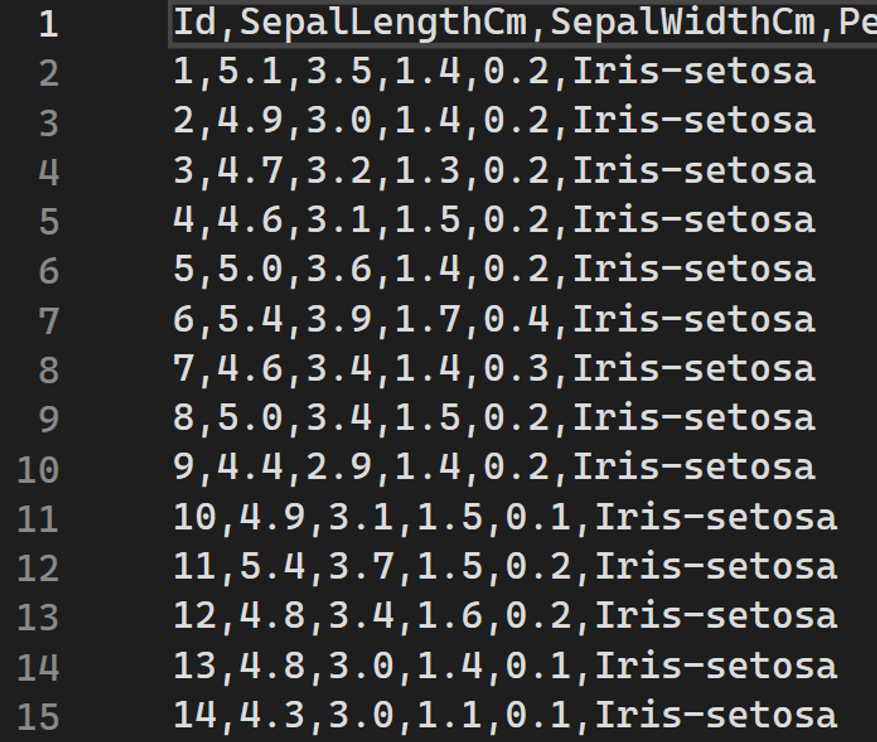 1 Id,SepalLengthCm,SepalWidthCm,Pe
2 1,5.1,3.5,1.4,0.2,Iris-setosa
3 2,4.9,3.0,1.4,0.2,Iris-setosa
4 3,4.7,3.2,1.3,0.2,Iris-setosa
5 4,4.6,3.1,1.5,0.2,Iris-setosa
6 5,5.0,3.6,1.4,0.2,Iris-setosa
7 6,5.4,3.9,1.7,0.4,Iris-setosa
8 7,4.6,3.4,1.4,0.3,Iris-setosa
9 8,5.0,3.4,1.5,0.2,Iris-setosa
10 9,4.4,2.9,1.4,0.2,Iris-setosa
11 10,4.9,3.1,1.5,0.1,Iris-setosa
12 11,5.4,3.7,1.5,0.2,Iris-setosa
13 12,4.8,3.4,1.6,0.2,Iris-setosa
14 13,4.8,3.0,1.4,0.1,Iris-setosa
15 14,4.3,3.0,1.1,0.1,Iris-setosa